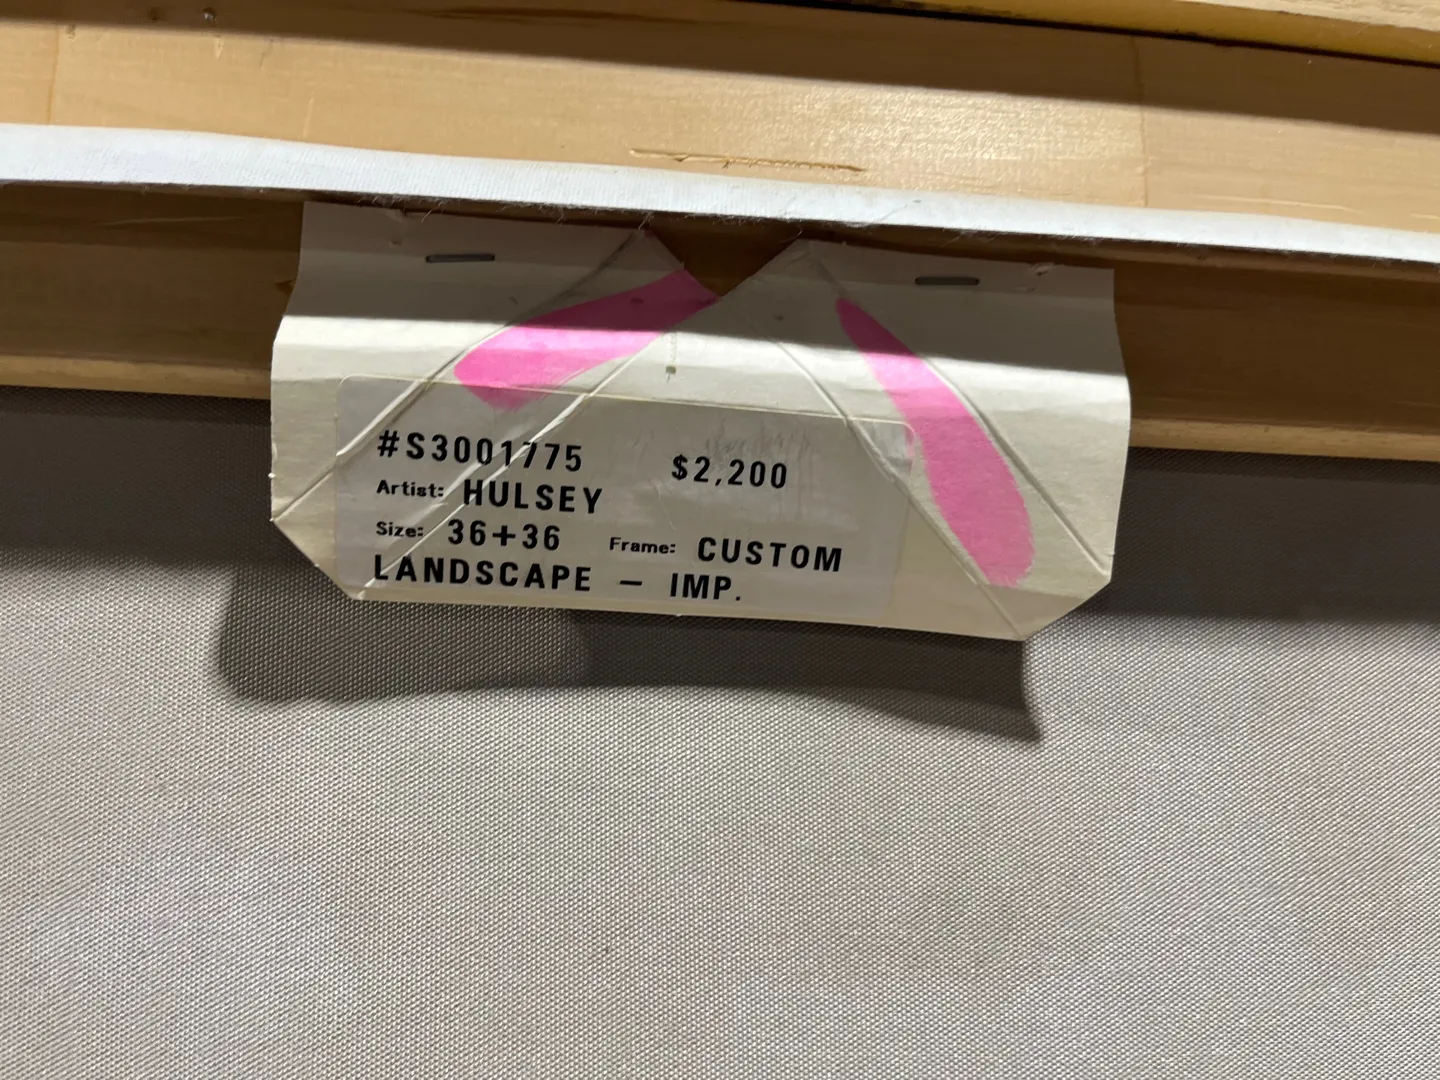 #S3001775 $2,200
Artist: HULSEY
Size: 36+36 Frame: CUSTOM
LANDSCAPE — IMP.